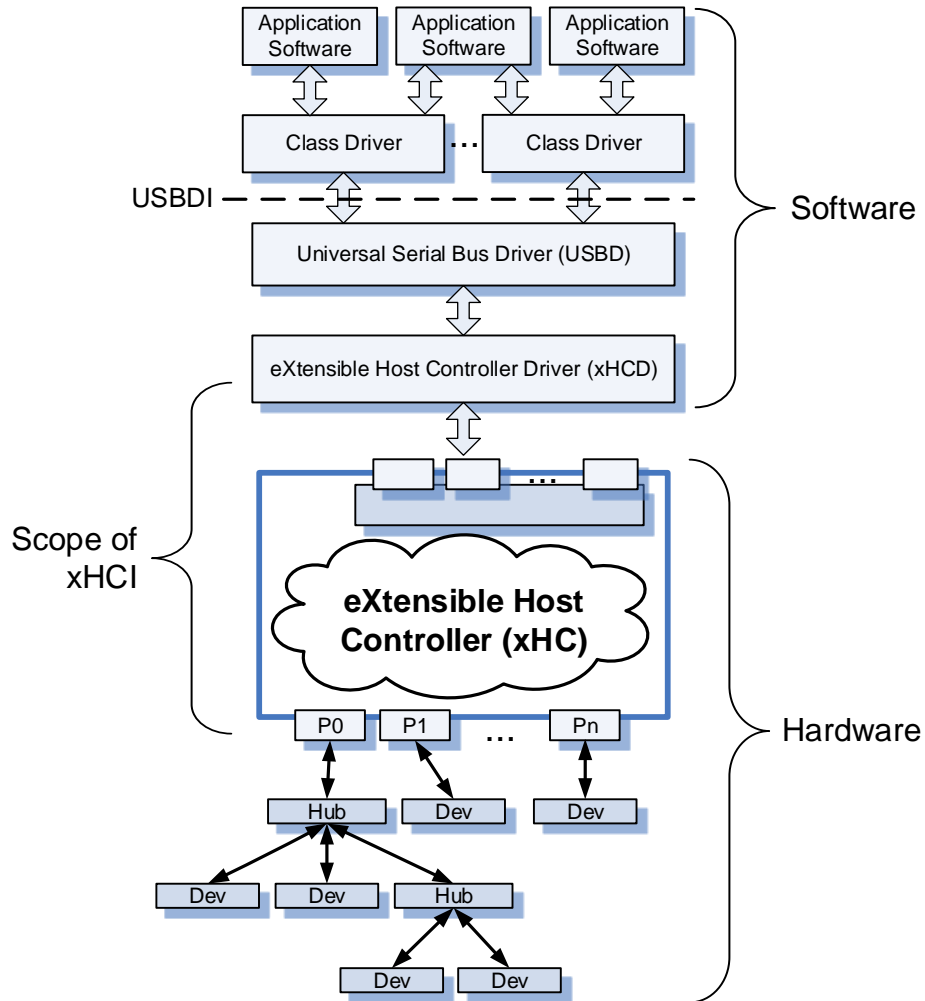 Application
Software
Application
Software
Application
Software
Class Driver
...
Class Driver
USBDI
Software
Universal Serial Bus Driver (USBD)
eXtensible Host Controller Driver (xHCD)
...
Scope of
xHCI
eXtensible Host
Controller (xHC)
P0
P1
...
Pn
Hardware
Hub
Dev
Dev
Dev
Dev
Hub
Dev
Dev